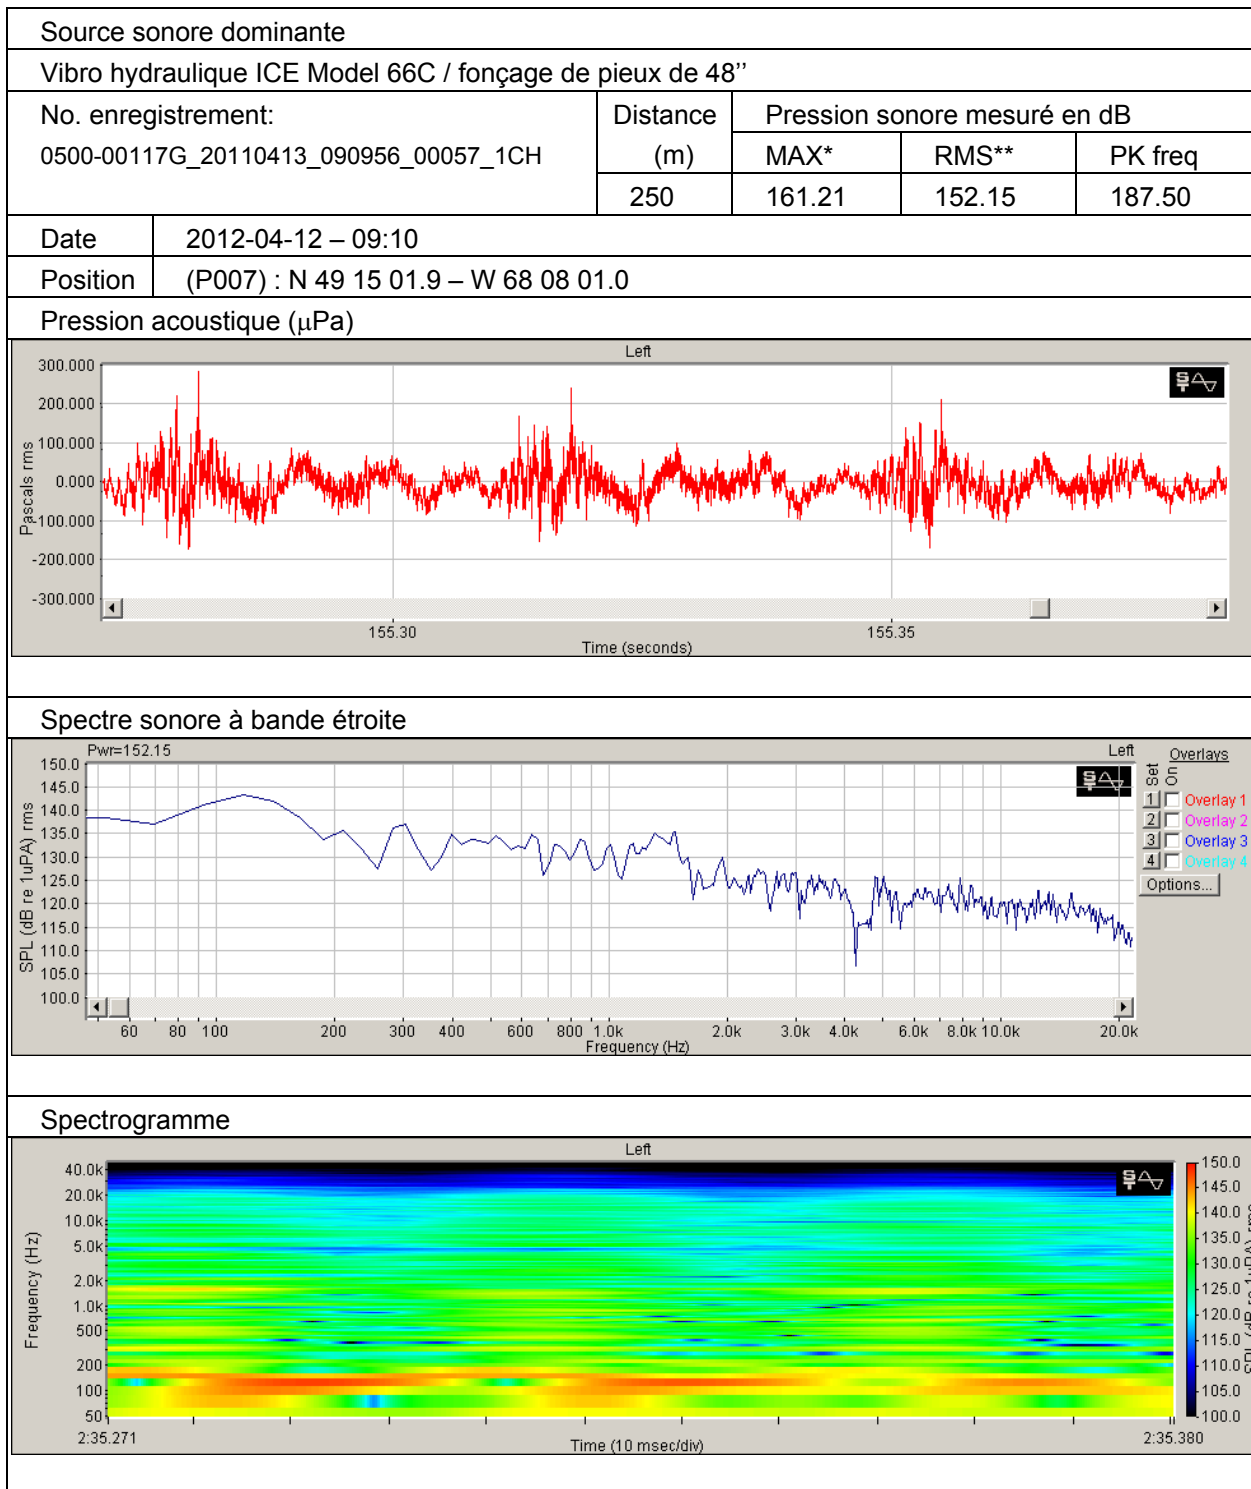 Source sonore dominante
Vibro hydraulique ICE Model 66C / fonçage de pieux de 48’’
No. enregistrement:
0500-00117G_20110413_090956_00057_1CH
Distance
(m)
Pression sonore mesuré en dB
MAX* RMS** PK freq
250 161.21 152.15 187.50
Date 2012-04-12 – 09:10
Position (P007) : N 49 15 01.9 – W 68 08 01.0
Pression acoustique (µPa)
Left
Pascals rms
300.000
200.000
100.000
0.000
-100.000
-200.000
-300.000
155.30 155.35
Time (seconds)
Spectre sonore à bande étroite
Pwr=152.15 Left
SPL (dB re 1uPA) rms
150.0
145.0
140.0
135.0
130.0
125.0
120.0
115.0
110.0
105.0
100.0
60 80 100 200 300 400 600 800 1.0k 2.0k 3.0k 4.0k 6.0k 8.0k 10.0k 20.0k
Frequency (Hz)
Overlays
Set On
1 Overlay 1
2 Overlay 2
3 Overlay 3
4 Overlay 4
Options...
Spectrogramme
Left
Frequency (Hz)
40.0k
20.0k
10.0k
5.0k
2.0k
1.0k
500
200
100
50
2:35.271 2:35.380
Time (10 msec/div)
150.0
145.0
140.0
135.0
130.0
125.0
120.0
115.0
110.0
105.0
100.0
SPL (dB re 1uPA) rms